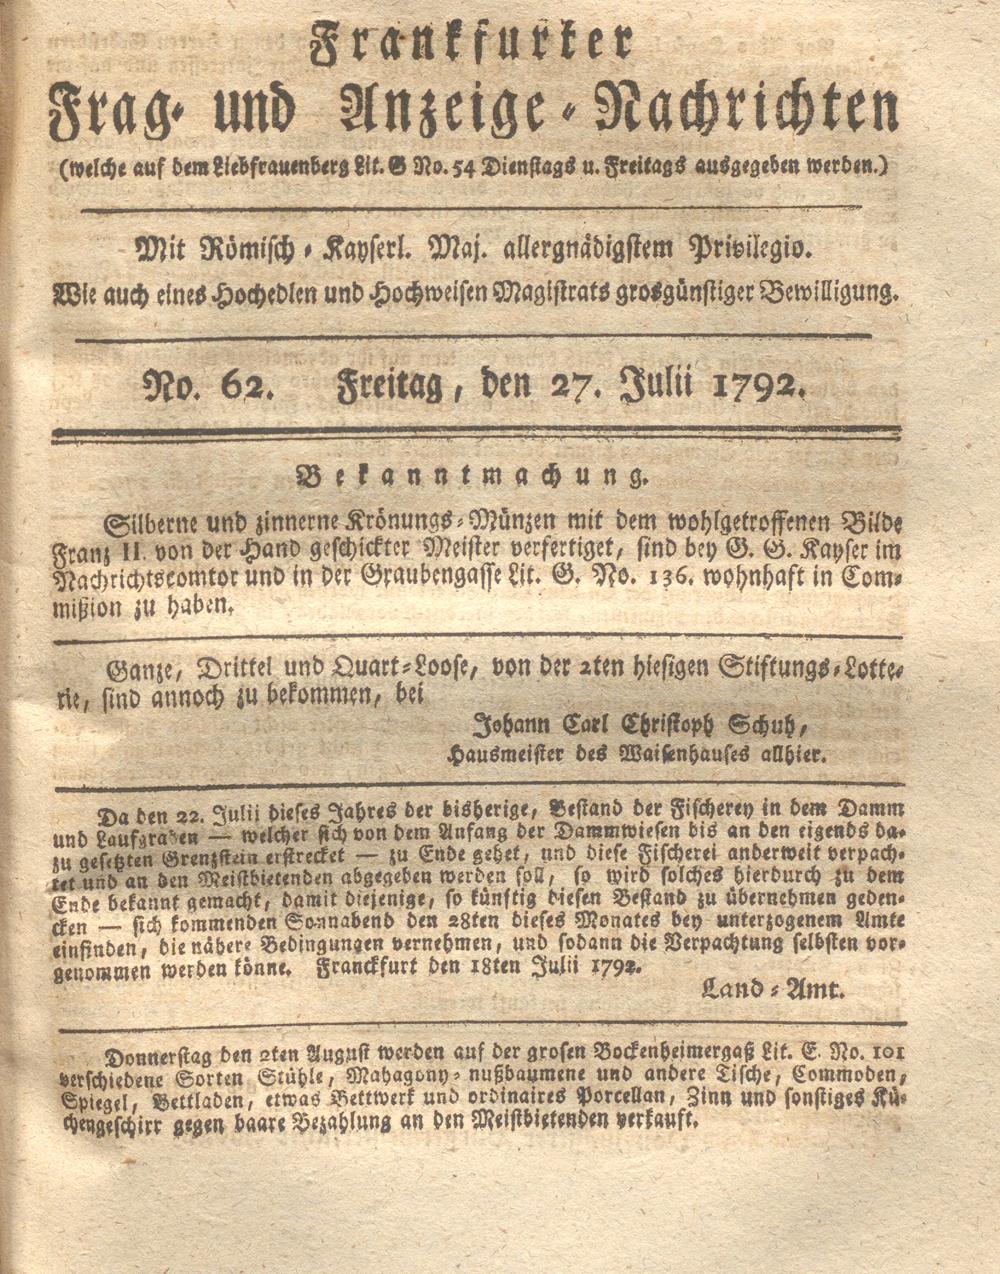 Frankfurter
Frag- und Anzeige-Nachrichten
(welche auf dem Liebfrauenberg Lit. G No. 54 Dienstags u. Freitags ausgegeben werden.)
Mit Römisch-Kayserl. Maj. allergnädigstem Privilegio.
Wie auch eines Hochedlen und Hochweisen Magistrats grosgünstiger Bewilligung.
No. 62. Freitag, den 27. Julii 1792.
Bekanntmachung.
Silberne und zinnerne Krönungs-Münzen mit dem wohlgetroffenen Bilde
Franz II. von der Hand geschickter Meister verfertiget, sind bey G. G. Kayser im
Nachrichtscomtor und in der Graubengasse Lit. G. No. 136. wohnhaft in Com-
mißion zu haben.
Ganze, Drittel und Quart-Loose, von der 2ten hiesigen Stiftungs-Lotte-
rie, sind annoch zu bekommen, bei
Johann Carl Christoph Schuh,
Hausmeister des Waisenhauses allhier.
Da den 22. Julii dieses Jahres der bisherige, Bestand der Fischerey in dem Damm
und Laufgraben — welcher sich von dem Anfang der Dammwiesen bis an den eigends da-
zu gesetzten Grenzstein erstrecket — zu Ende gehet, und diese Fischerei anderweit verpach-
tet und an den Meistbietenden abgegeben werden soll, so wird solches hierdurch zu dem
Ende bekannt gemacht, damit diejenige, so künftig diesen Bestand zu übernehmen geden-
cken — sich kommenden Sonnabend den 28ten dieses Monates bey unterzogenem Amte
einfinden, die nähere Bedingungen vernehmen, und sodann die Verpachtung selbsten vor-
genommen werden könne. Franckfurt den 18ten Julii 1792.
Land-Amt.
Donnerstag den 2ten August werden auf der grosen Bockenheimergaß Lit. E. No. 101
verschiedene Sorten Stühle, Mahagony- nußbaumene und andere Tische, Commoden,
Spiegel, Bettladen, etwas Bettwerk und ordinaires Porcellan, Zinn und sonstiges Kü-
chengeschirr gegen baare Bezahlung an den Meistbietenden verkauft.